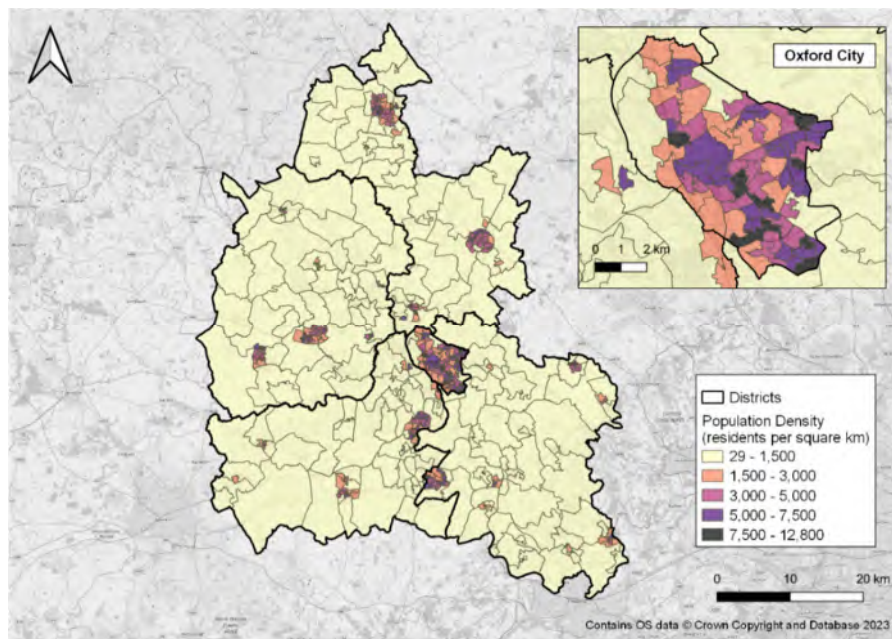 Oxford City
0 1 2 km
Districts
Population Density
(residents per square km)
29 - 1,500
1,500 - 3,000
3,000 - 5,000
5,000 - 7,500
7,500 - 12,800
0 10 20 km
Contains OS data © Crown Copyright and Database 2023